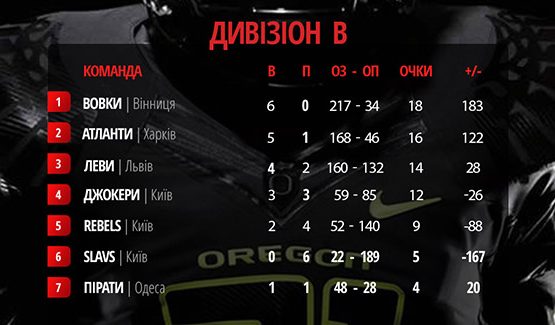 ДИВІЗІОН В
КОМАНДА В П ОЗ - ОП ОЧКИ +/-
1 ВОВКИ | Вінниця 6 0 217 - 34 18 183
2 АТЛАНТИ | Харків 5 1 168 - 46 16 122
3 ЛЕВИ | Львів 4 2 160 - 132 14 28
4 ДЖОКЕРИ | Київ 3 3 59 - 85 12 -26
5 REBELS | Київ 2 4 52 - 140 9 -88
6 SLAVS | Київ 0 6 22 - 189 5 -167
OREGON
7 ПІРАТИ | Одеса 1 1 48 - 28 4 20